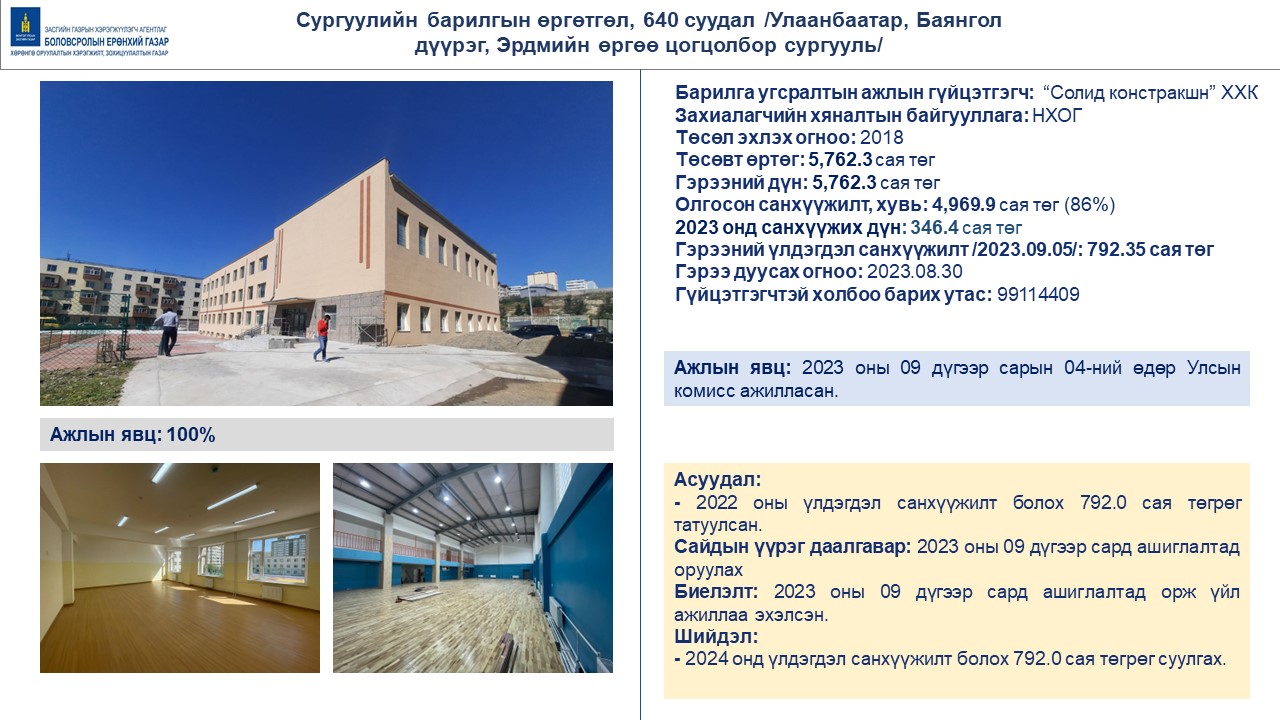 ЗАСГИЙН ГАЗРЫН ХЭРЭГЖҮҮЛЭГЧ АГЕНТЛАГ
БОЛОВСРОЛЫН ЕРӨНХИЙ ГАЗАР
ХӨРӨНГӨ ОРУУЛАЛТЫН ХЭРЭГЖИЛТ, ЗОХИЦУУЛАЛТЫН ГАЗАР
Сургуулийн барилгын өргөтгөл, 640 суудал /Улаанбаатар, Баянгол
дүүрэг, Эрдмийн өргөө цогцолбор сургууль/
Барилга угсралтын ажлын гүйцэтгэгч: “Солид констракшн” ХХК
Захиалагчийн хяналтын байгууллага: НХОГ
Төсөл эхлэх огноо: 2018
Төсөвт өртөг: 5,762.3 сая төг
Гэрээний дүн: 5,762.3 сая төг
Олгосон санхүүжилт, хувь: 4,969.9 сая төг (86%)
2023 онд санхүүжих дүн: 346.4 сая төг
Гэрээний үлдэгдэл санхүүжилт /2023.09.05/: 792.35 сая төг
Гэрээ дуусах огноо: 2023.08.30
Гүйцэтгэгчтэй холбоо барих утас: 99114409
Ажлын явц: 2023 оны 09 дүгээр сарын 04-ний өдөр Улсын
комисс ажилласан.
Ажлын явц: 100%
Асуудал:
- 2022 оны үлдэгдэл санхүүжилт болох 792.0 сая төгрөг
татуулсан.
Сайдын үүрэг даалгавар: 2023 оны 09 дүгээр сард ашиглалтад
оруулах
Биелэлт: 2023 оны 09 дүгээр сард ашиглалтад орж үйл
ажиллаа эхэлсэн.
Шийдэл:
- 2024 онд үлдэгдэл санхүүжилт болох 792.0 сая төгрөг суулгах.